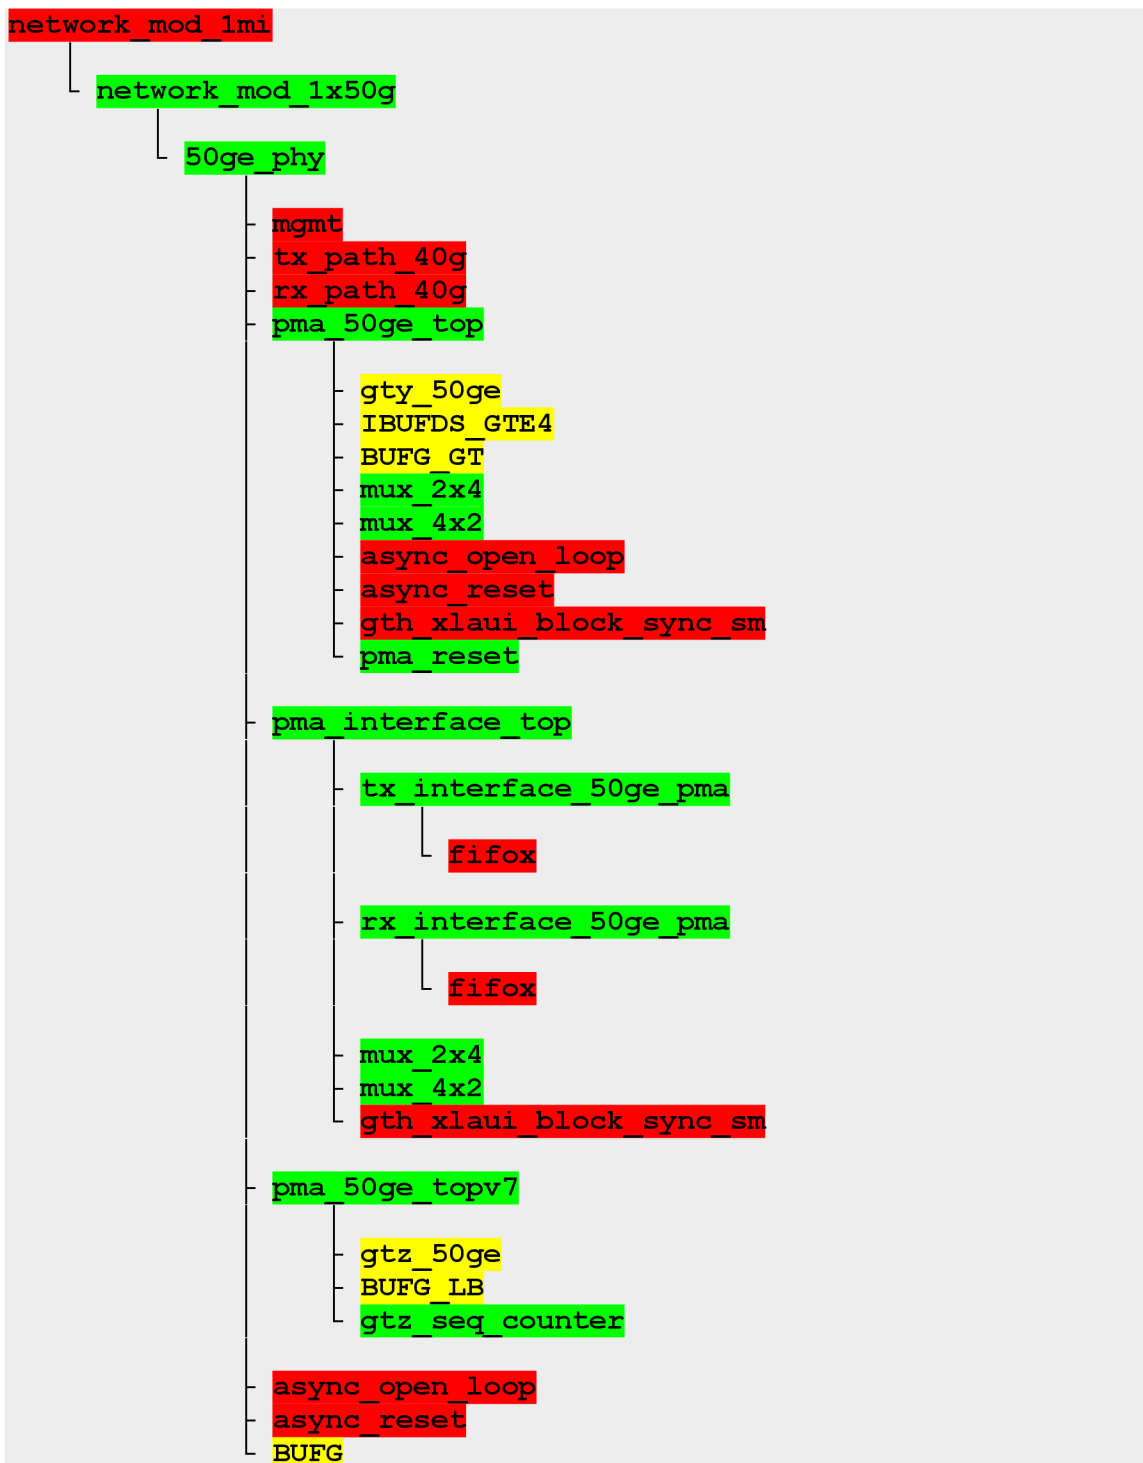 network_mod_1mi
network_mod_1x50g
50ge_phy
mgmt
tx_path_40g
rx_path_40g
pma_50ge_top
gty_50ge
IBUFDS_GTE4
BUFG_GT
mux_2x4
mux_4x2
async_open_loop
async_reset
gth_xlaui_block_sync_sm
pma_reset
pma_interface_top
tx_interface_50ge_pma
fifox
rx_interface_50ge_pma
fifox
mux_2x4
mux_4x2
gth_xlaui_block_sync_sm
pma_50ge_topv7
gtz_50ge
BUFG_LB
gtz_seq_counter
async_open_loop
async_reset
BUFG